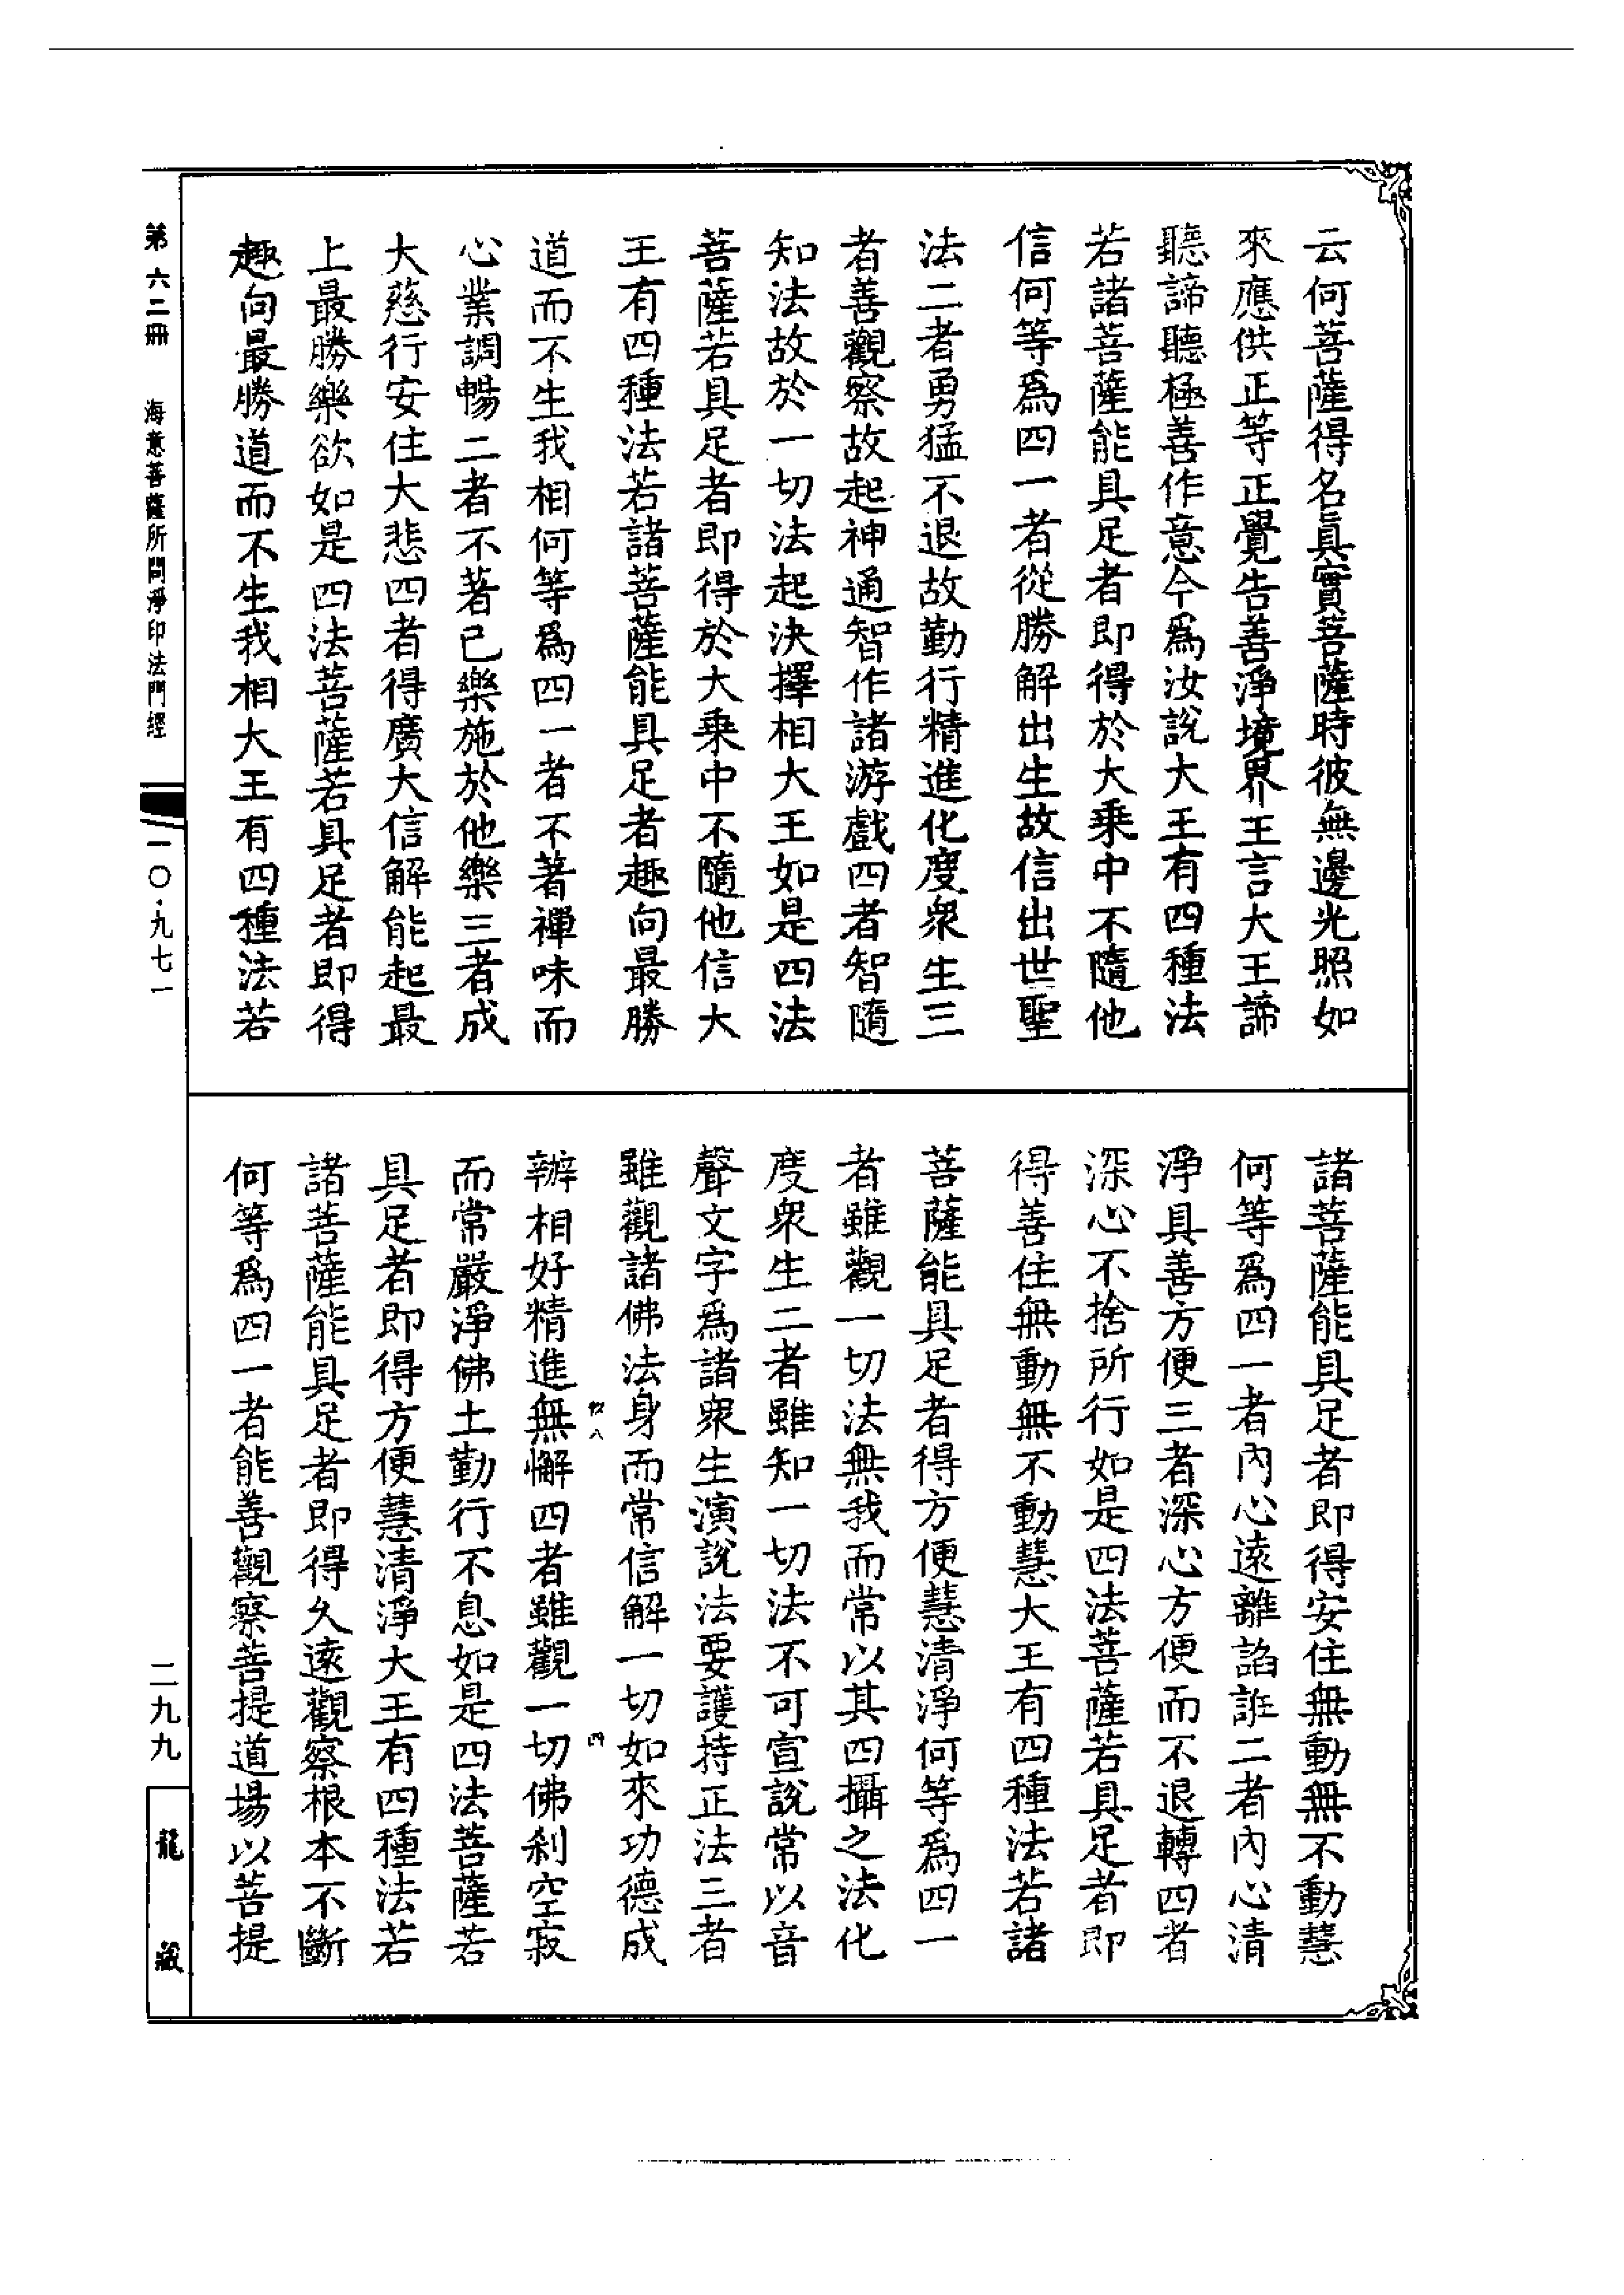 云何菩薩得名眞實菩薩時彼無邊光照如
來應供正等正覺告善淨境界王言大王諦
聽諦聽極善作意今爲汝說大王有四種法
若諸菩薩能具足者即得於大乘中不隨他
信何等爲四一者從勝解出生故信出世聖
法二者勇猛不退故勤行精進化度衆生三
者善觀察故起神通智作諸游戲四者智隨
知法故於一切法起決擇相大王如是四法
菩薩若具足者即得於大乘中不隨他信大
王有四種法若諸菩薩能具足者趣向最勝
道而不生我相何等爲四一者不著禪味而
心業調暢二者不著已樂施於他樂三者成
大慈行安住大悲四者得廣大信解能起最
上最勝樂欲如是四法菩薩若具足者即得
趣向最勝道而不生我相大王有四種法若
諸菩薩能具足者即得安住無動無不動慧
何等爲四一者內心遠離諂誑二者內心清
淨具善方便三者深心方便而不退轉四者
深心不捨所行如是四法菩薩若具足者即
得善住無動無不動慧大王有四種法若諸
菩薩能具足者得方便慧清淨何等爲四一
者雖觀一切法無我而常以其四攝之法化
度衆生二者雖知一切法不可宣說常以音
聲文字爲諸衆生演說法要護持正法三者
雖觀諸佛法身而常信解一切如來功德成
辦相好精進無懈四者雖觀一切佛刹空寂
而常嚴淨佛土勤行不息如是四法菩薩若
具足者即得方便慧清淨大王有四種法若
諸菩薩能具足者即得久遠觀察根本不斷
何等爲四一者能善觀察菩提道場以菩提
第六二冊 海意菩薩所問淨印法門經
一〇·九七一
二九九
龍藏